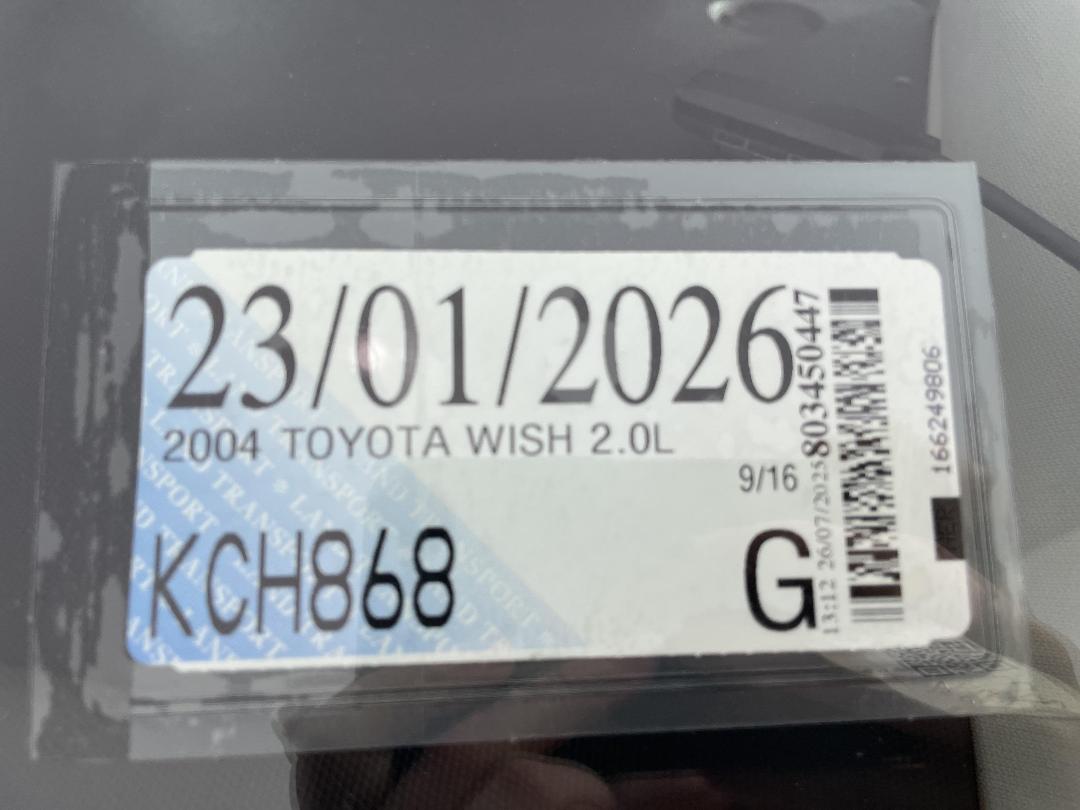 23/01/2026
2004 TOYOTA WISH 2.0L
9/16
KCH868
G
13:12 26/07/2025 803450447
166249806